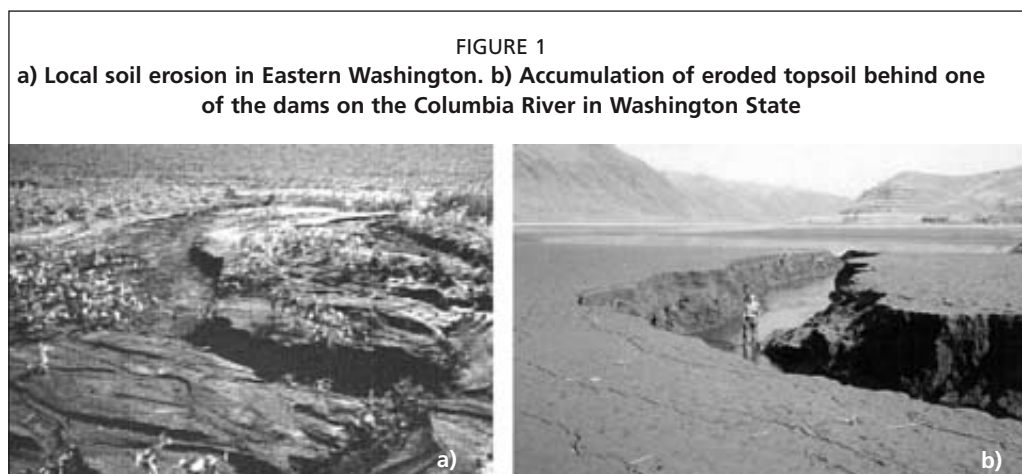 FIGURE 1
a) Local soil erosion in Eastern Washington. b) Accumulation of eroded topsoil behind one
of the dams on the Columbia River in Washington State
a)
b)